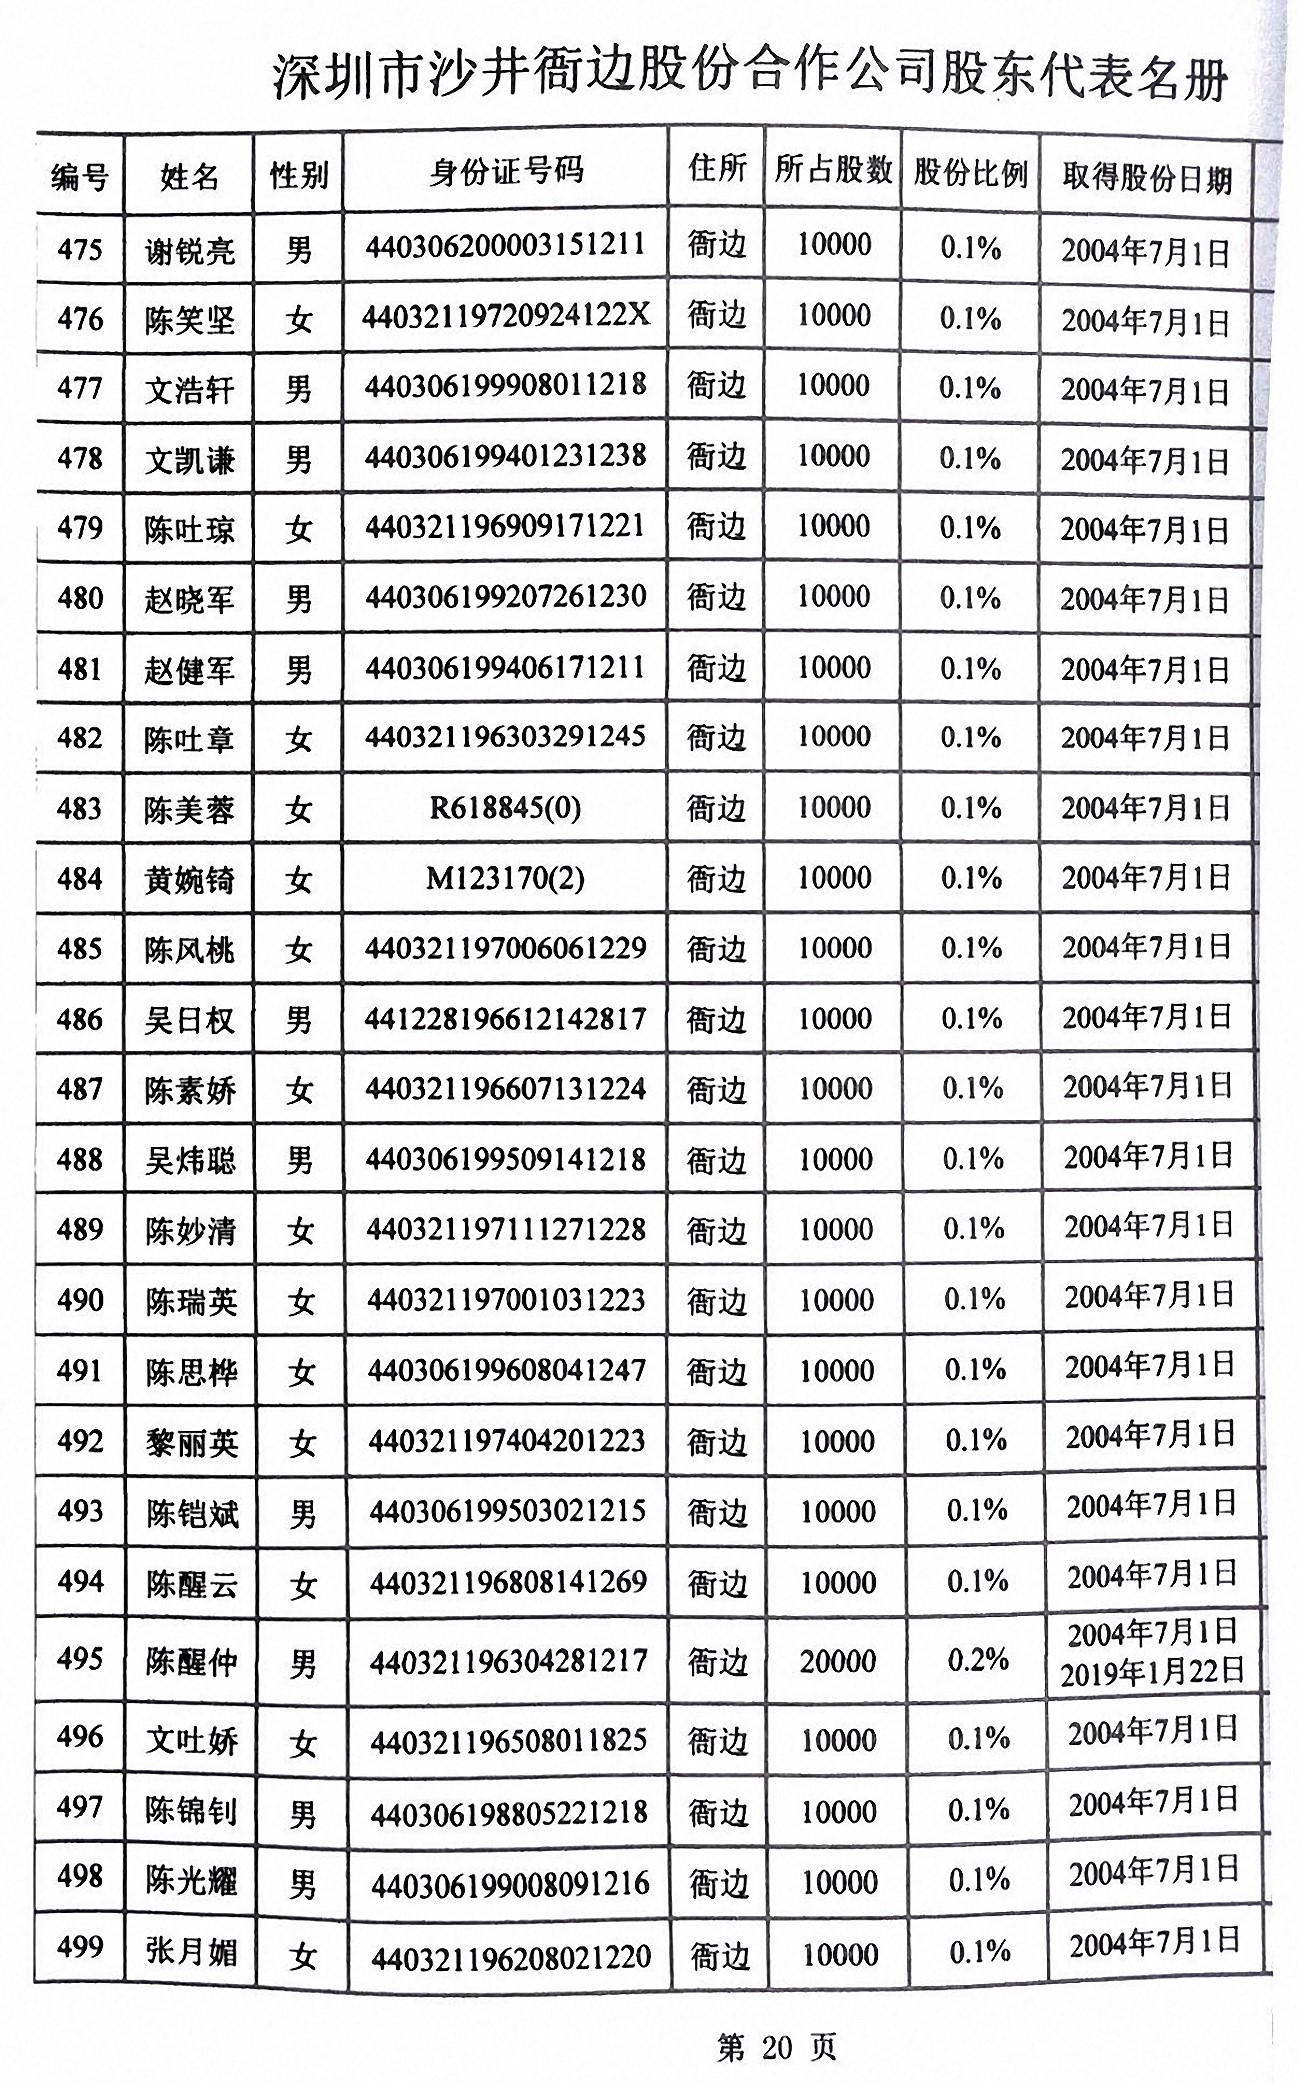 深圳市沙井衙边股份合作公司股东代表名册
编号 姓名 性别 身份证号码 住所 所占股数 股份比例 取得股份日期
475 谢锐亮 男 440306200003151211 衙边 10000 0.1% 2004年7月1日
476 陈笑坚 女 44032119720924122X 衙边 10000 0.1% 2004年7月1日
477 文浩轩 男 440306199908011218 衙边 10000 0.1% 2004年7月1日
478 文凯谦 男 440306199401231238 衙边 10000 0.1% 2004年7月1日
479 陈吐琼 女 440321196909171221 衙边 10000 0.1% 2004年7月1日
480 赵晓军 男 440306199207261230 衙边 10000 0.1% 2004年7月1日
481 赵健军 男 440306199406171211 衙边 10000 0.1% 2004年7月1日
482 陈吐章 女 440321196303291245 衙边 10000 0.1% 2004年7月1日
483 陈美蓉 女 R618845(0) 衙边 10000 0.1% 2004年7月1日
484 黄婉锜 女 M123170(2) 衙边 10000 0.1% 2004年7月1日
485 陈风桃 女 440321197006061229 衙边 10000 0.1% 2004年7月1日
486 吴日权 男 441228196612142817 衙边 10000 0.1% 2004年7月1日
487 陈素娇 女 440321196607131224 衙边 10000 0.1% 2004年7月1日
488 吴炜聪 男 440306199509141218 衙边 10000 0.1% 2004年7月1日
489 陈妙清 女 440321197111271228 衙边 10000 0.1% 2004年7月1日
490 陈瑞英 女 440321197001031223 衙边 10000 0.1% 2004年7月1日
491 陈思桦 女 440306199608041247 衙边 10000 0.1% 2004年7月1日
492 黎丽英 女 440321197404201223 衙边 10000 0.1% 2004年7月1日
493 陈铠斌 男 440306199503021215 衙边 10000 0.1% 2004年7月1日
494 陈醒云 女 440321196808141269 衙边 10000 0.1% 2004年7月1日
495 陈醒仲 男 440321196304281217 衙边 20000 0.2% 2004年7月1日
2019年1月22日
496 文吐娇 女 440321196508011825 衙边 10000 0.1% 2004年7月1日
497 陈锦钊 男 440306198805221218 衙边 10000 0.1% 2004年7月1日
498 陈光耀 男 440306199008091216 衙边 10000 0.1% 2004年7月1日
499 张月媚 女 440321196208021220 衙边 10000 0.1% 2004年7月1日
第 20 页